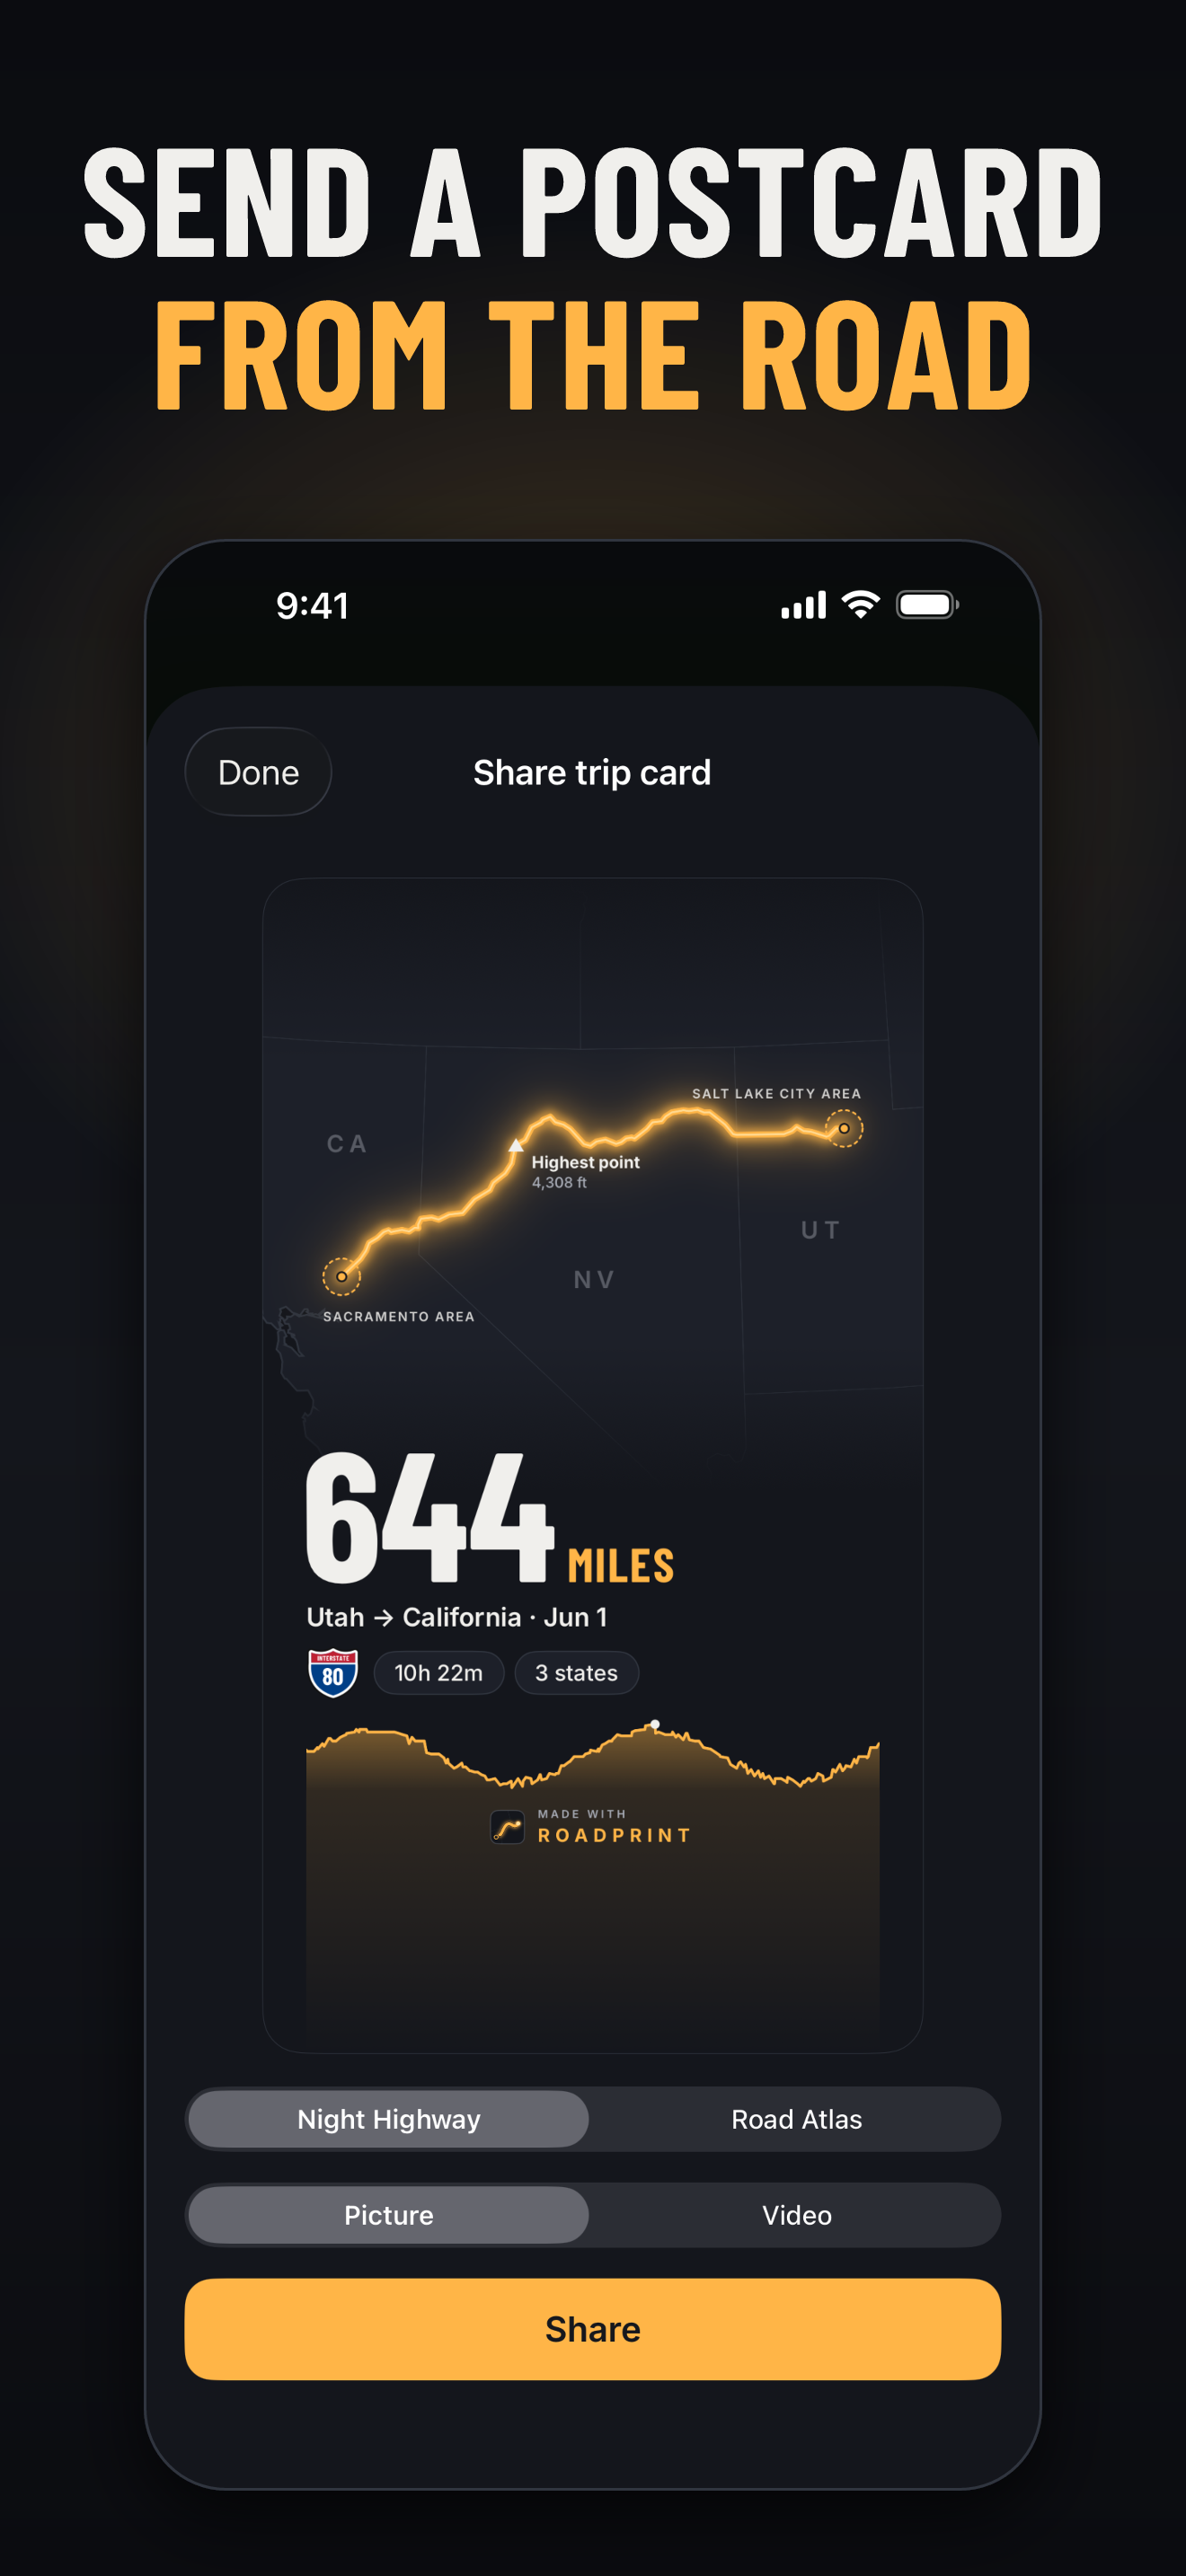 SEND A POSTCARD
FROM THE ROAD
9:41
Done
Share trip card
SALT LAKE CITY AREA
CA
Highest point
4,308 ft
UT
NV
SACRAMENTO AREA
644 MILES
Utah → California · Jun 1
INTERSTATE
80
10h 22m
3 states
MADE WITH
ROADPRINT
Night Highway
Road Atlas
Picture
Video
Share